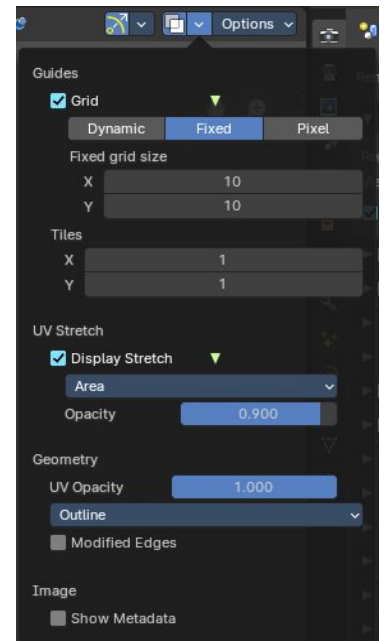 Options
Guides
Grid
Dynamic Fixed Pixel
Fixed grid size
X 10
Y 10
Tiles
X 1
Y 1
UV Stretch
Display Stretch
Area
Opacity 0.900
Geometry
UV Opacity 1.000
Outline
Modified Edges
Image
Show Metadata